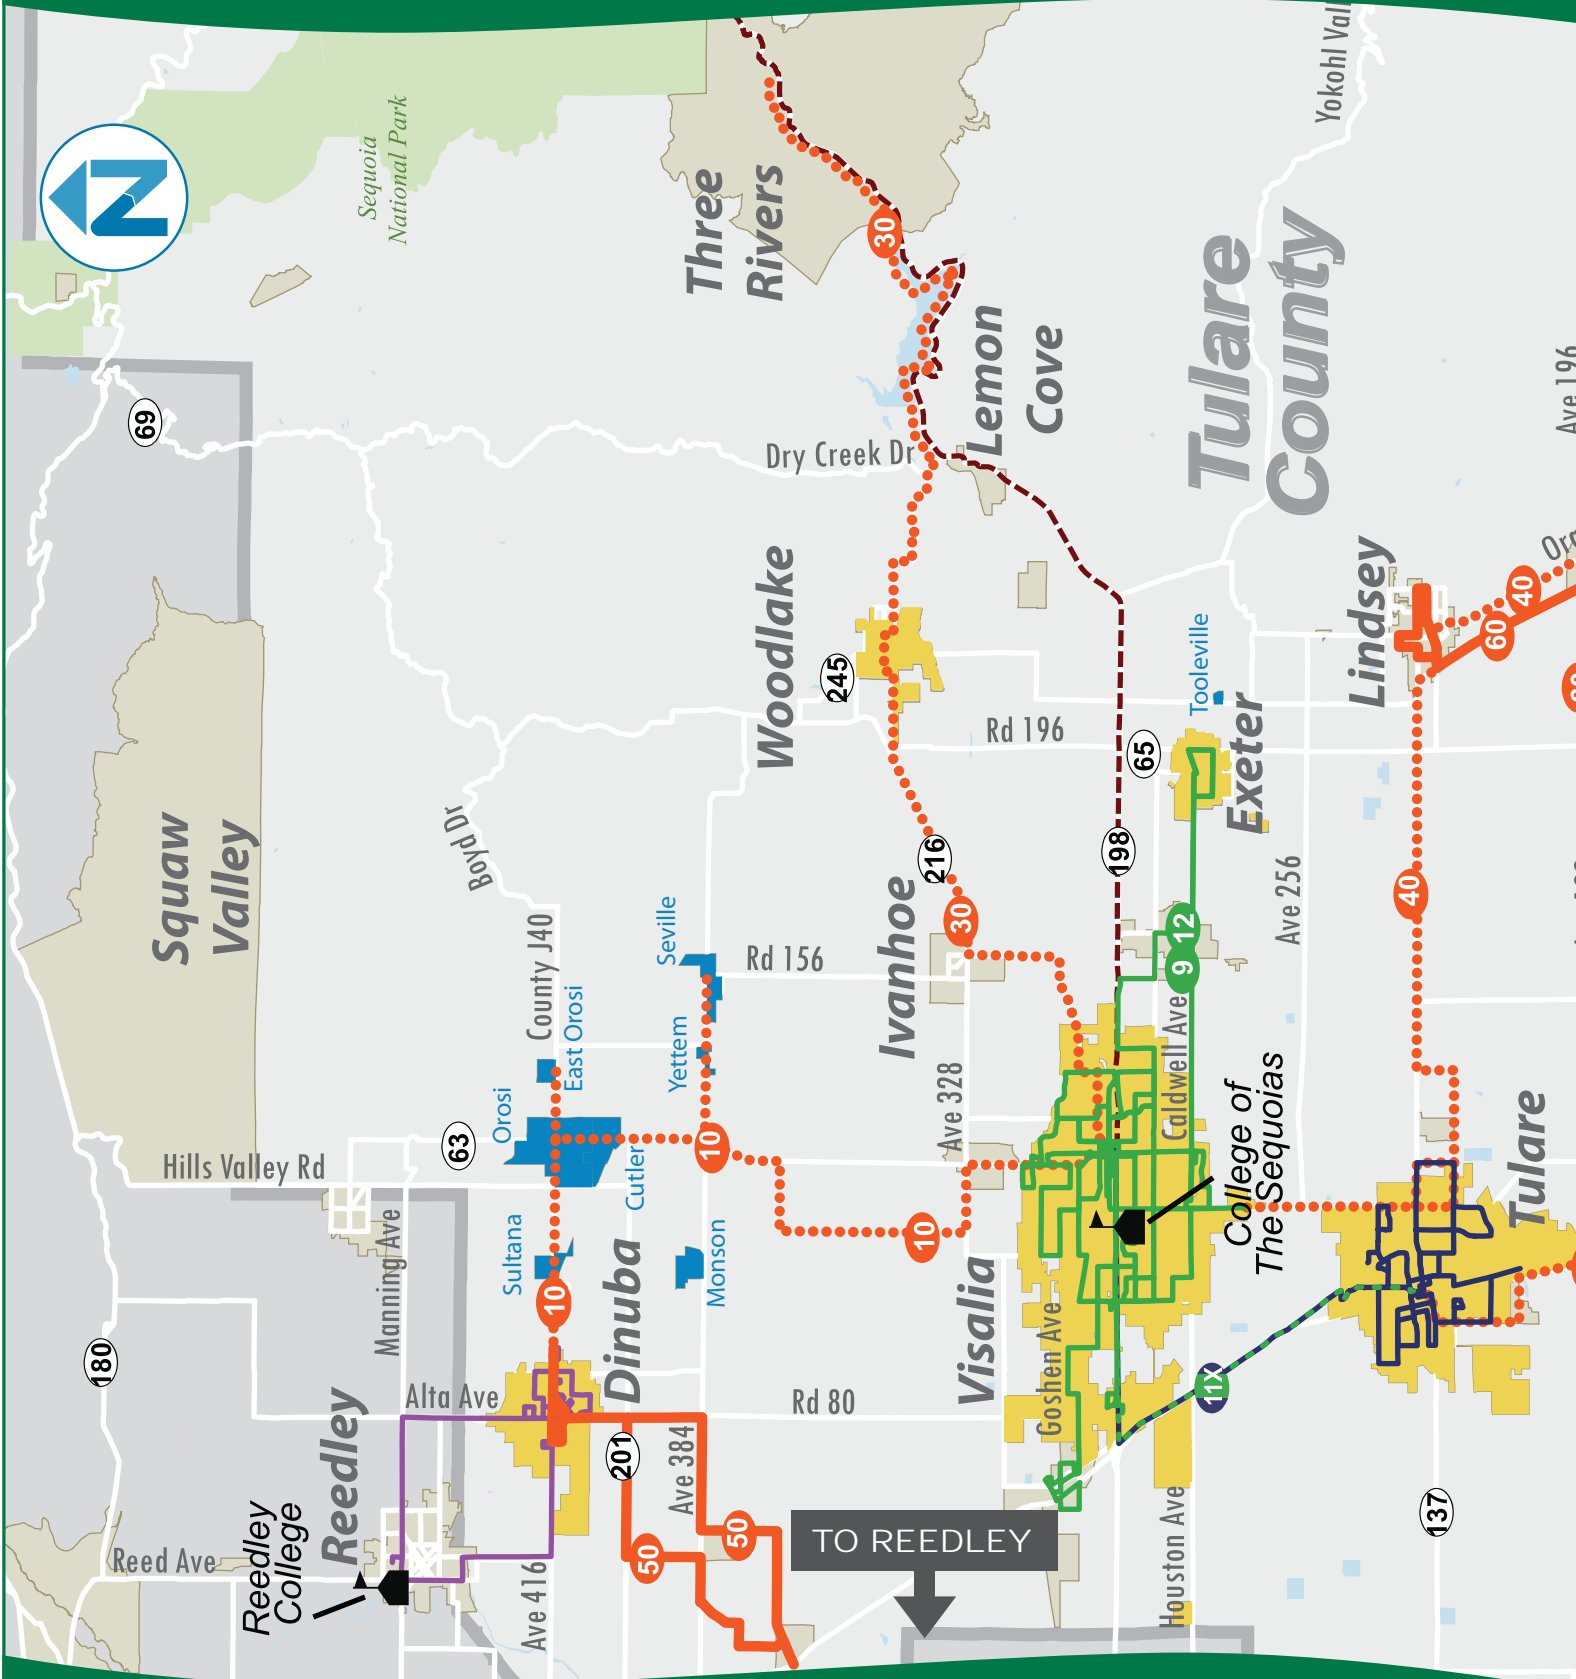 N
Sequoia
National Park
Yokohl Val
Three
Rivers
30
69
Lemon
Cove
Tulare
County
Ave 196
Dry Creek Dr
Squaw
Valley
Woodlake
245
Lindsey
40
60
Tooleville
Rd 196
65
Exeter
Boyd Dr
216
198
Ave 256
40
County J40
Seville
Rd 156
Ivanhoe
30
12
9
East Orosi
Yettem
Orosi
63
Hills Valley Rd
Cutler
10
Ave 328
Caldwell Ave
College of
The Sequoias
Tulare
Manning Ave
Sultana
10
Dinuba
Monson
10
Visalia
Goshen Ave
180
Alta Ave
Rd 80
11X
Reedley
201
Ave 384
Reedley
College
Reed Ave
Ave 416
50
50
TO REEDLEY
Houston Ave
137